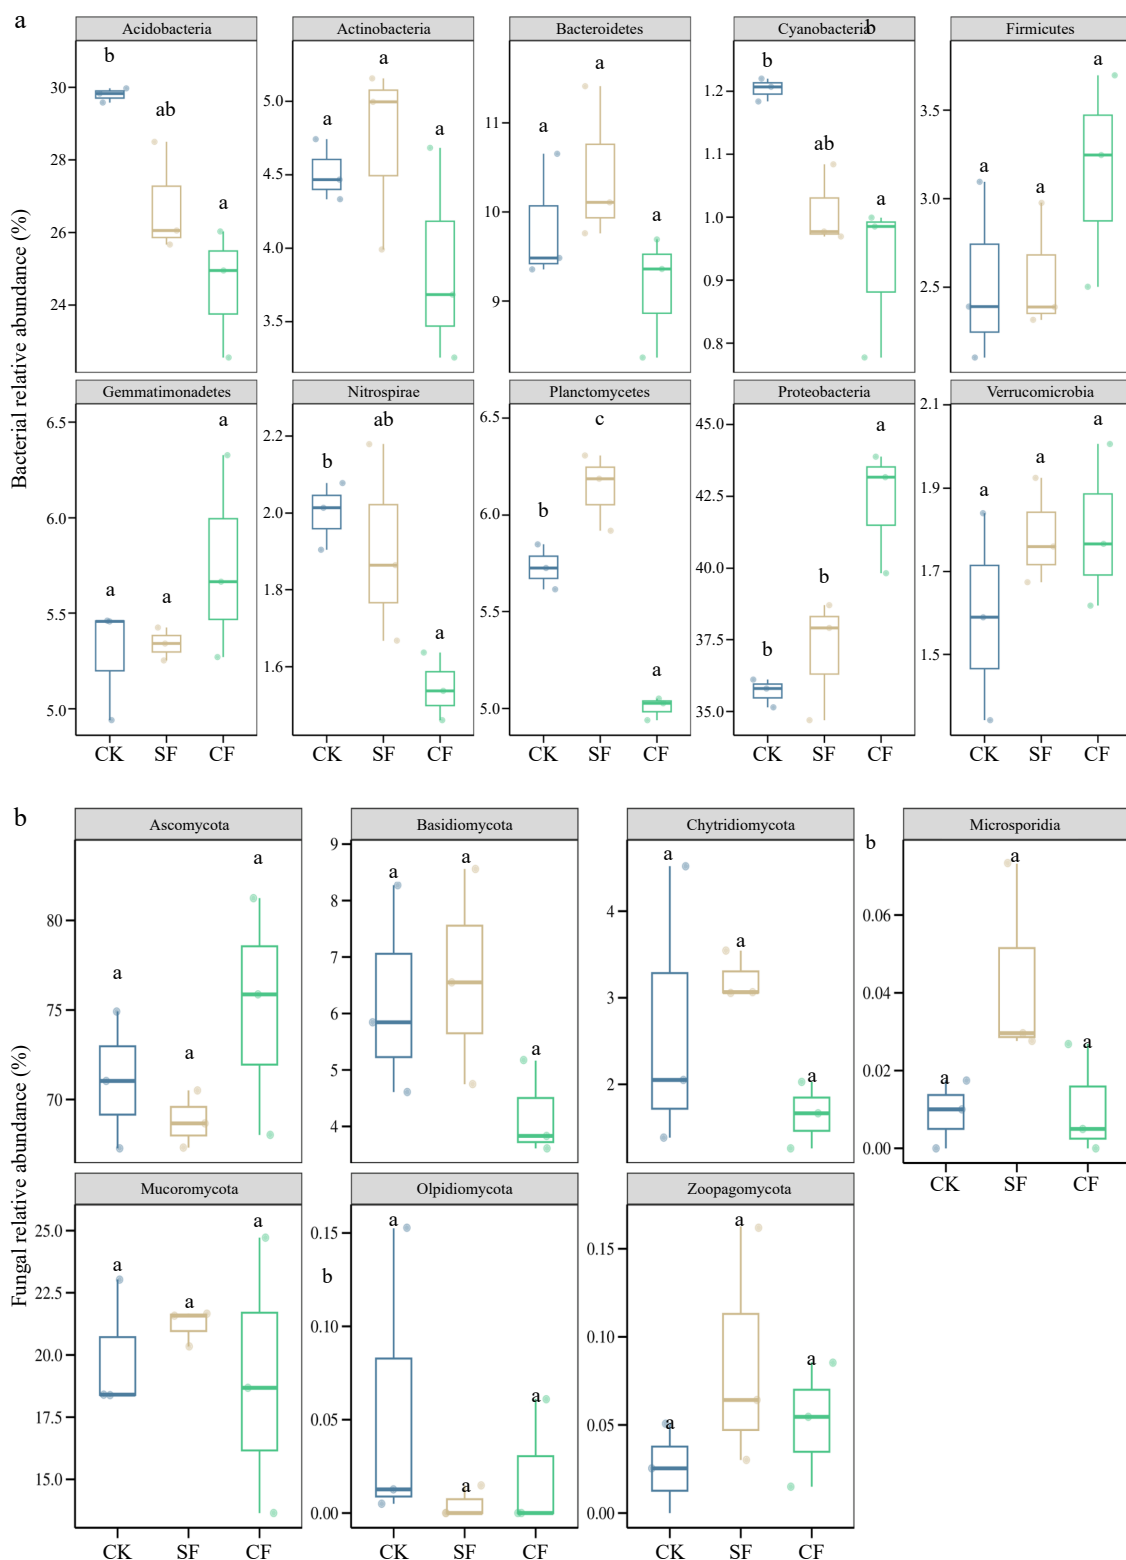 a
Acidobacteria Actinobacteria Bacteroidetes Cyanobacteria b Firmicutes
b a a b a
30 5.0 11 1.2 3.5
ab a a ab a a
28 4.5 1.1 3.0
a a a a
26 4.0 10 1.0
24 3.5 9 0.9 2.5
0.8
Bacterial relative abundance (%)
Gemmatimonadetes Nitrospirae Planctomycetes Proteobacteria Verrucomicrobia
6.5 2.2 6.5 45.0 2.1
a ab c a a
b b a a
6.0 2.0 6.0 42.5 1.9
a a b
5.5 1.8 5.5 40.0 1.7
a a b
5.0 1.6 5.0 37.5 1.5
35.0
CK SF CF CK SF CF CK SF CF CK SF CF CK SF CF
b
Ascomycota Basidiomycota Chytridiomycota Microsporidia
a a a a b a
9
80 8 4 0.06
a a
75 7 3 0.04
a a a a
70 6 2 0.02
a
5 0.00
4
CK SF CF
Fungal relative abundance (%)
Mucoromycota Olpidiomycota Zoopagomycota
25.0 0.15 0.15
a a a
a b
22.5 0.10 0.10
a a a
20.0 0.05 0.05
a a
17.5 0.00 0.00
15.0
CK SF CF CK SF CF CK SF CF